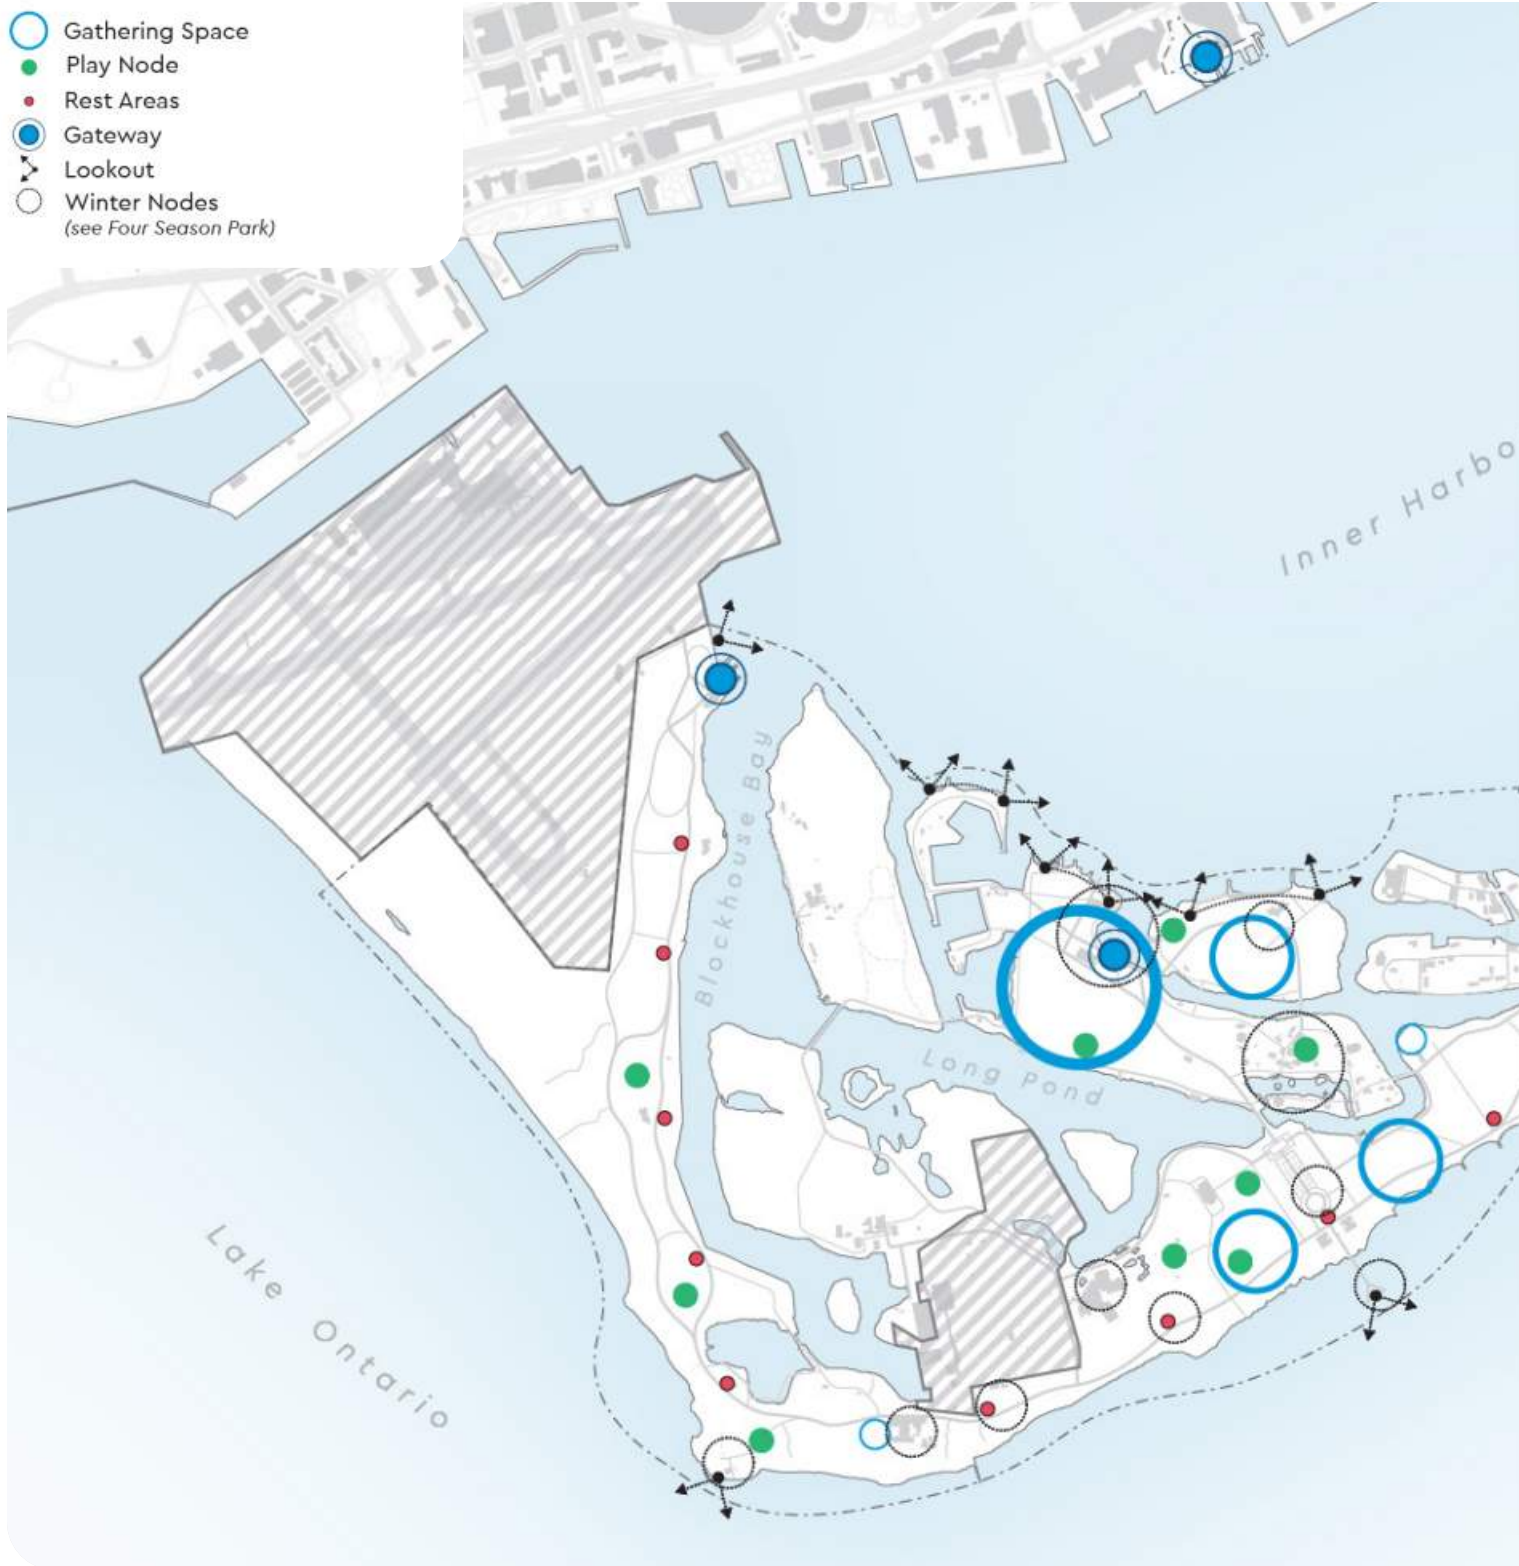 Gathering Space
Play Node
Rest Areas
Gateway
Lookout
Winter Nodes
(see Four Season Park)
Inner Harbo
Blockhouse Bay
Long Pond
Lake Ontario